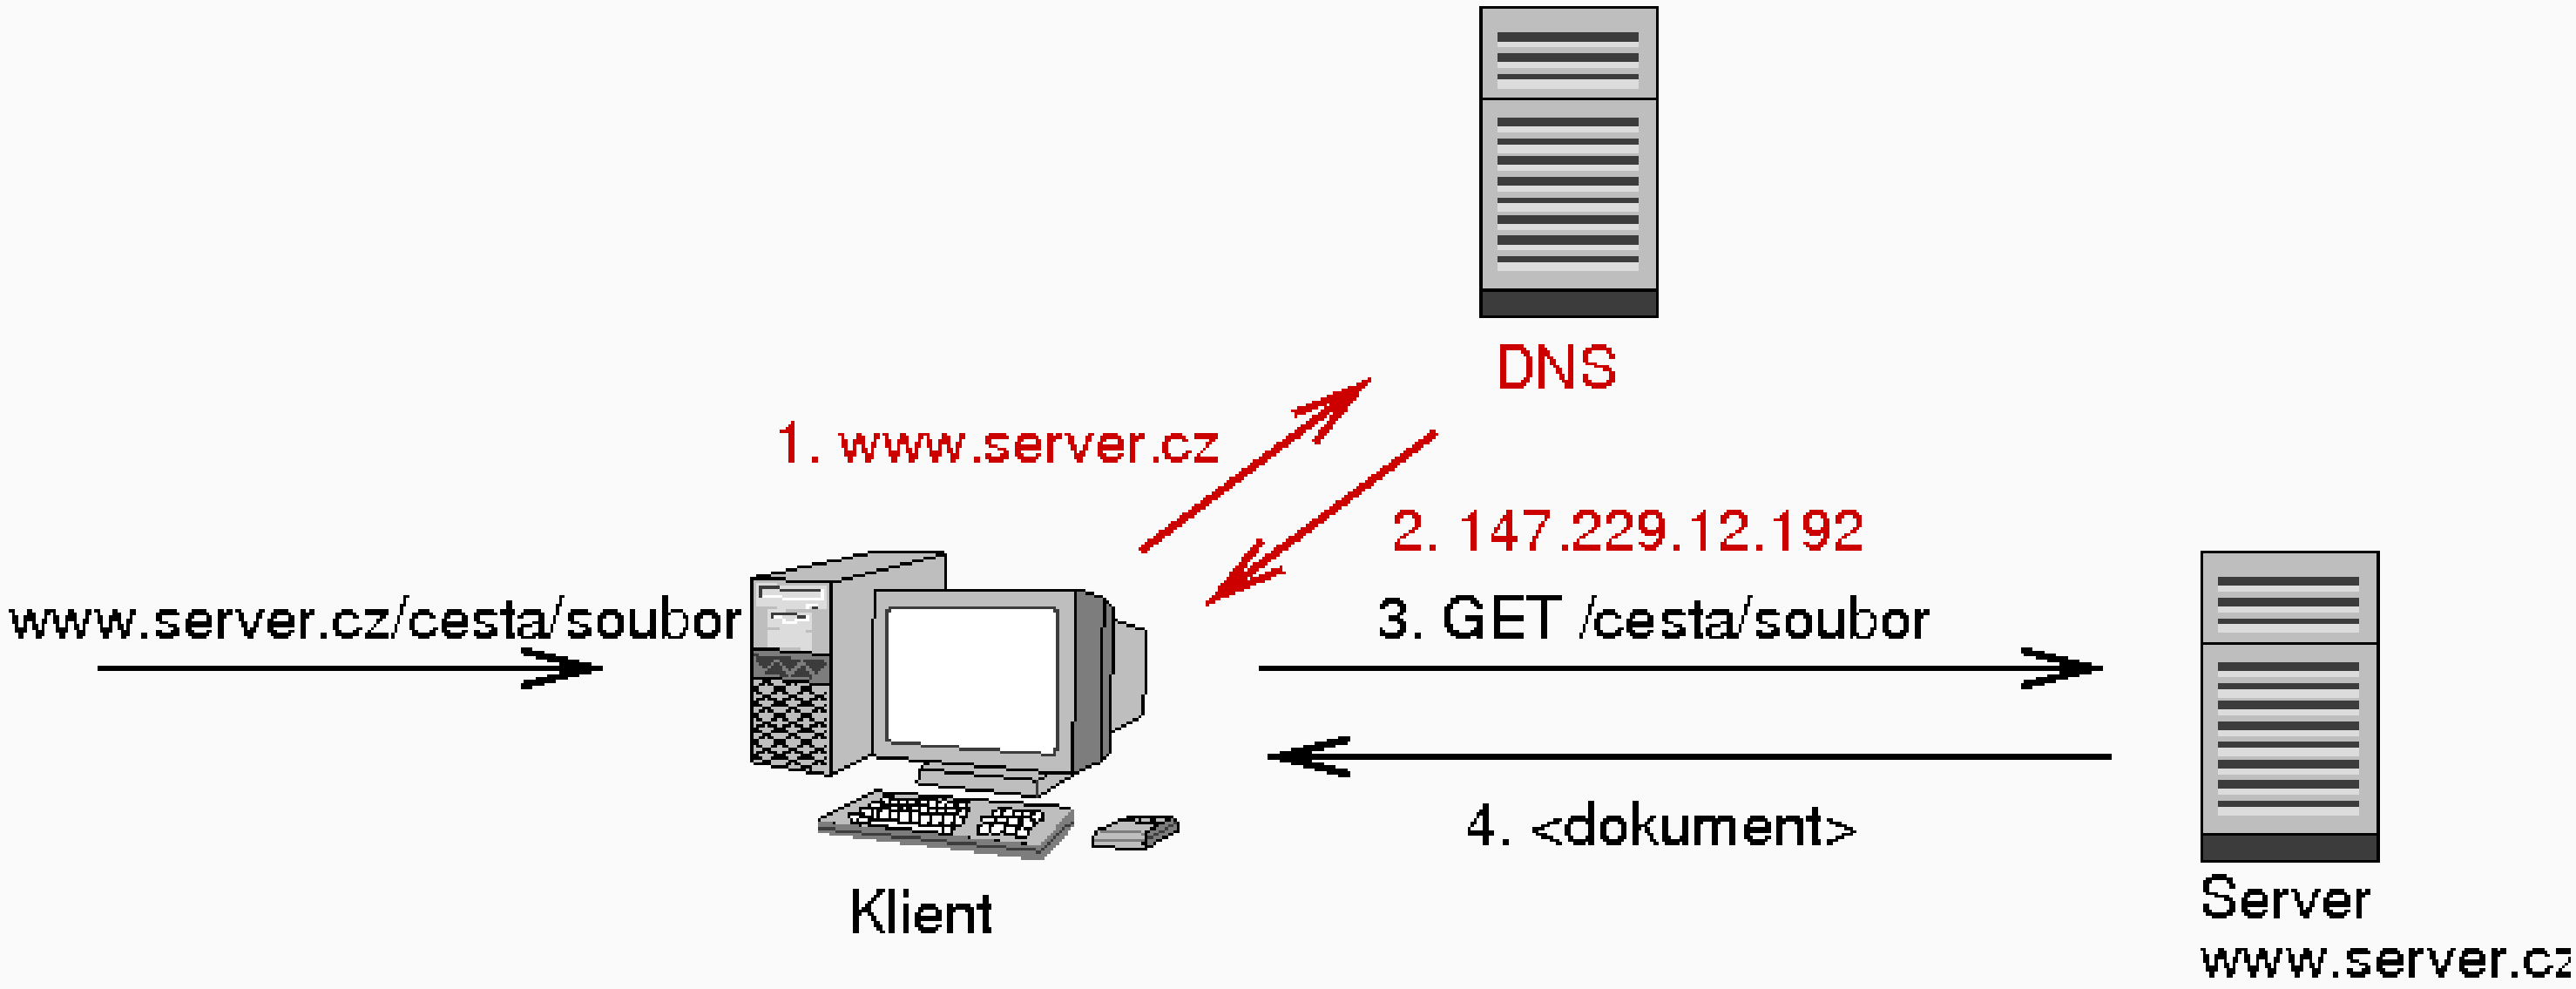 DNS
1. www.server.cz
2. 147.229.12.192
www.server.cz/cesta/soubor
3. GET /cesta/soubor
4. <dokument>
Klient
Server
www.server.cz